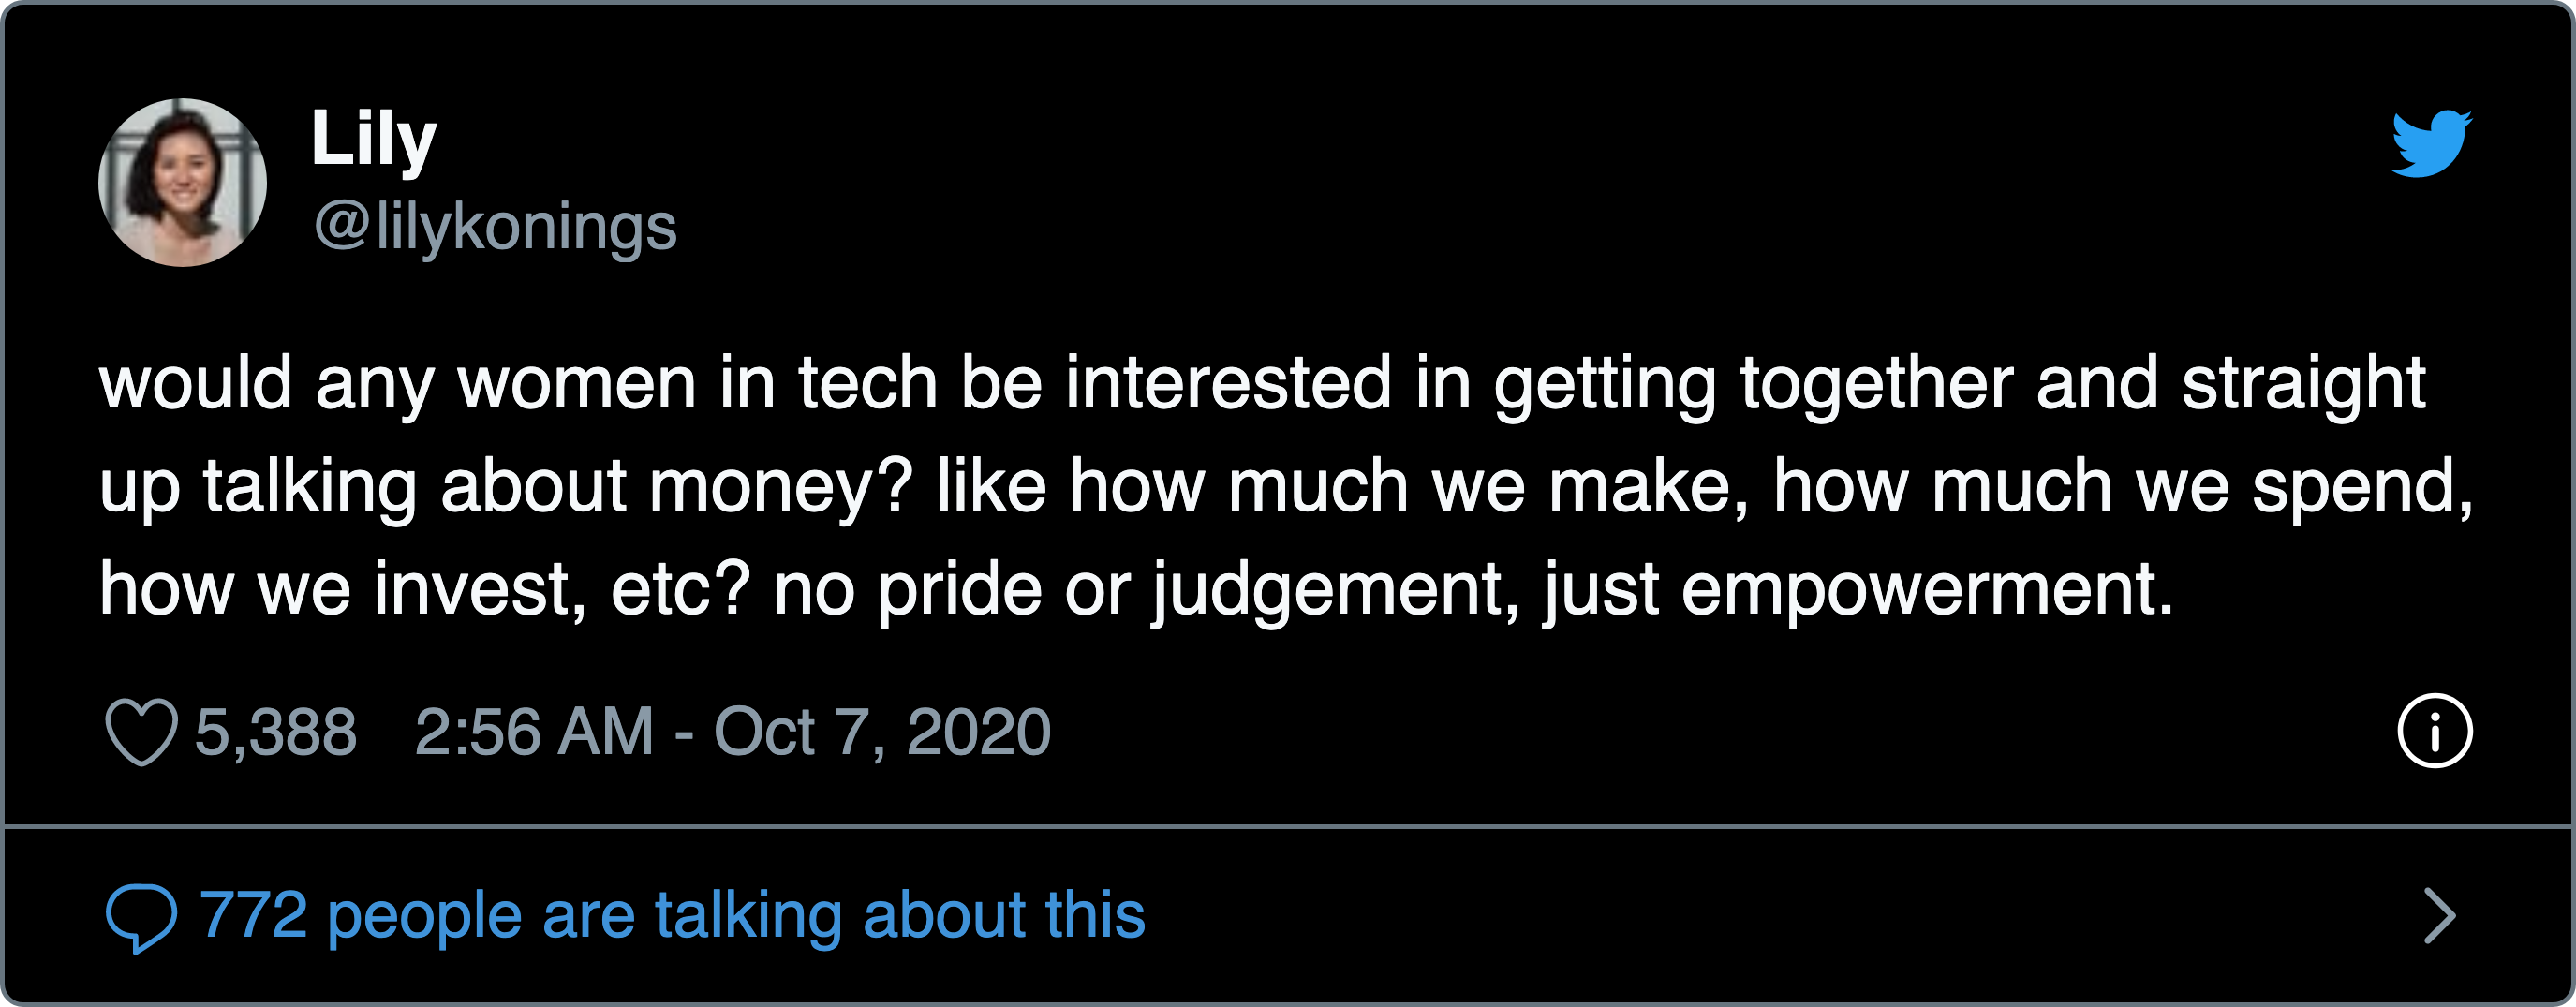 Lily
@lilykonings
would any women in tech be interested in getting together and straight
up talking about money? like how much we make, how much we spend,
how we invest, etc? no pride or judgement, just empowerment.
5,388 2:56 AM - Oct 7, 2020
772 people are talking about this